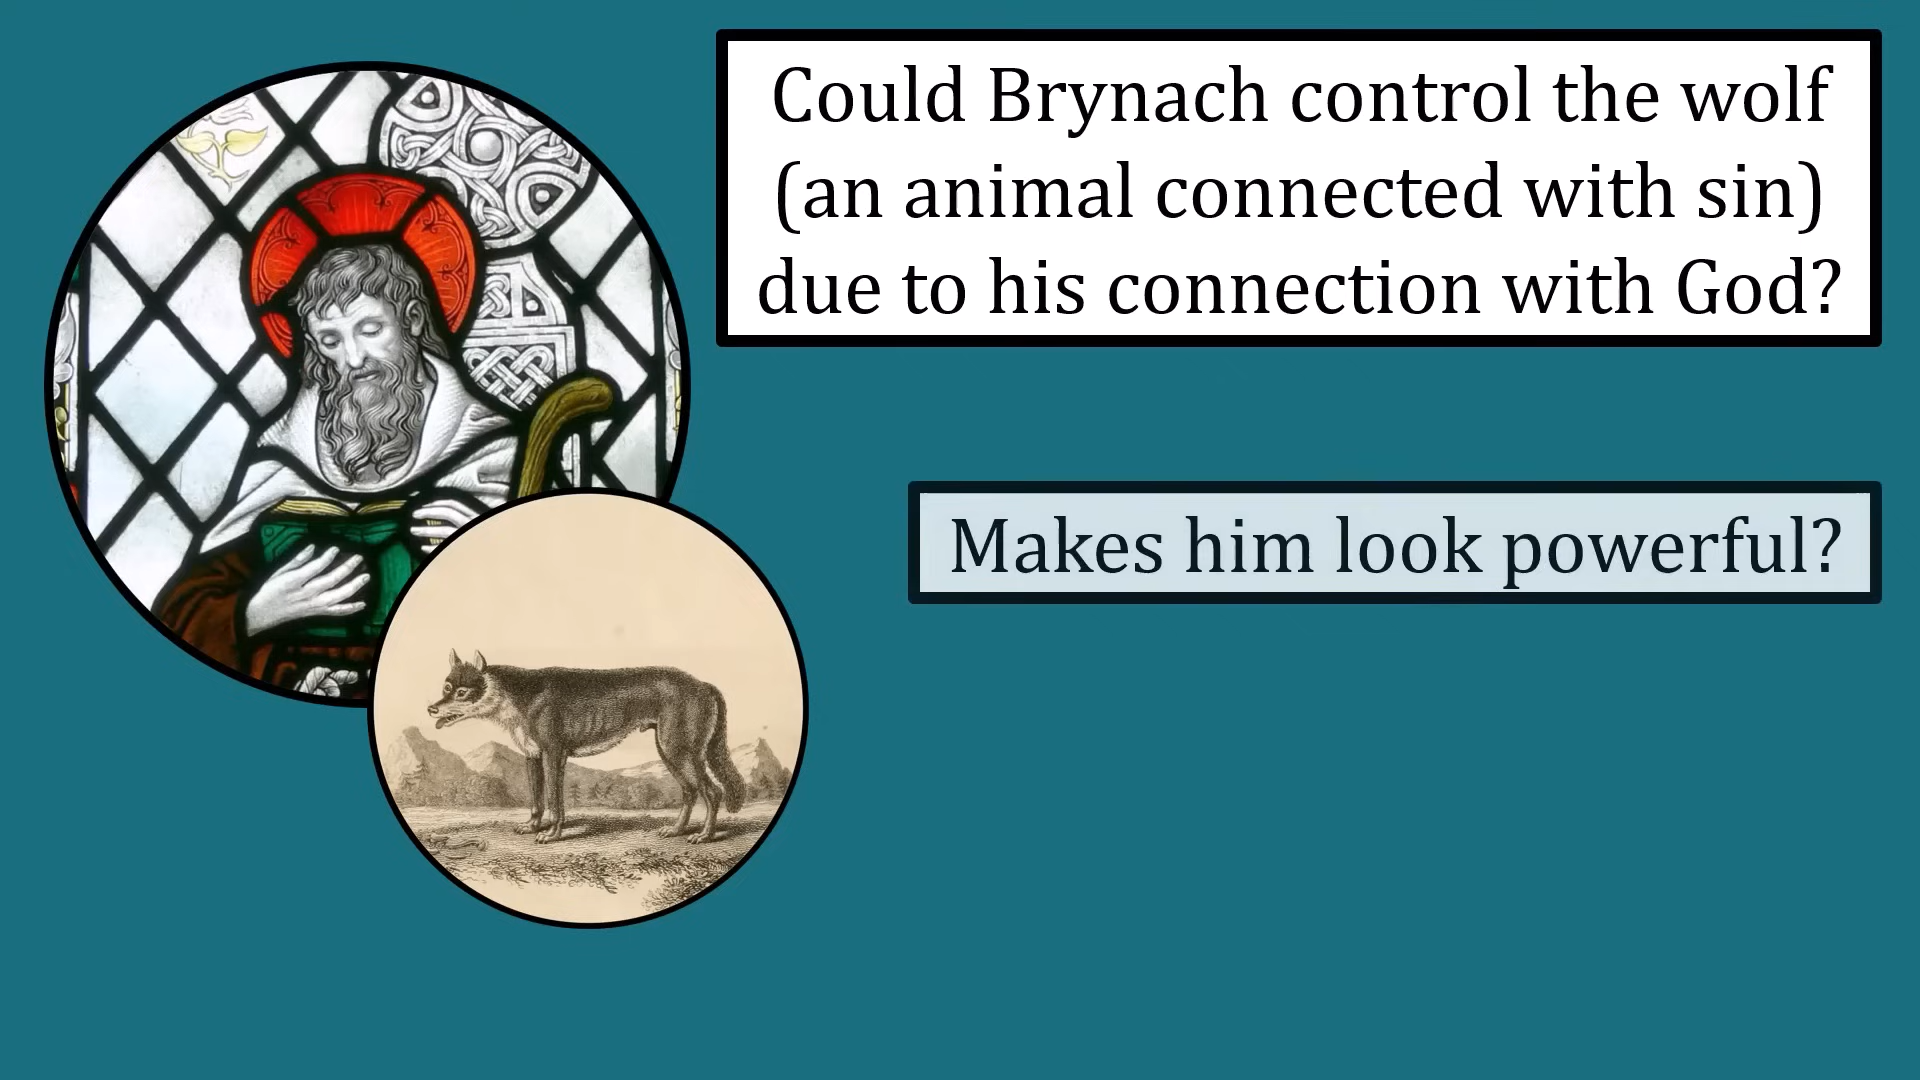 Could Brynach control the wolf
(an animal connected with sin)
due to his connection with God?
Makes him look powerful?